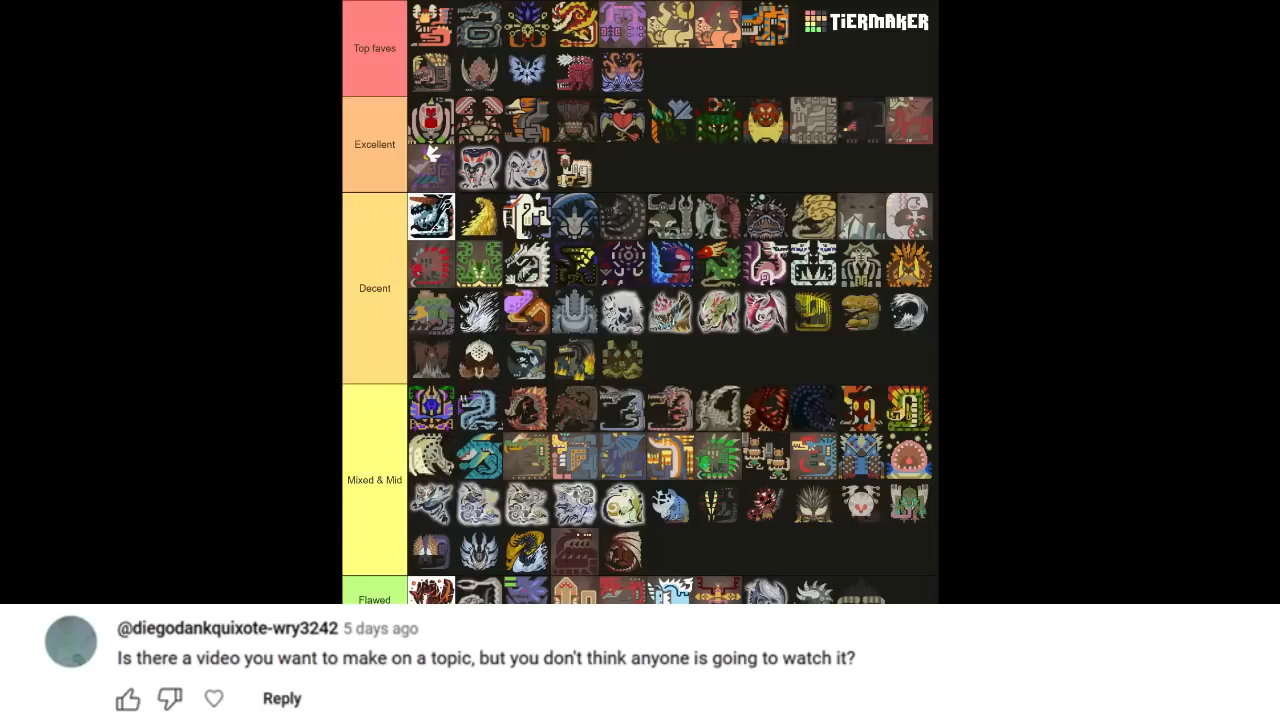 Top faves
TiERMAKER
Excellent
Decent
Mixed & Mid
Flawed
@diegodankquixote-wry3242 5 days ago
Is there a video you want to make on a topic, but you don't think anyone is going to watch it?
Reply